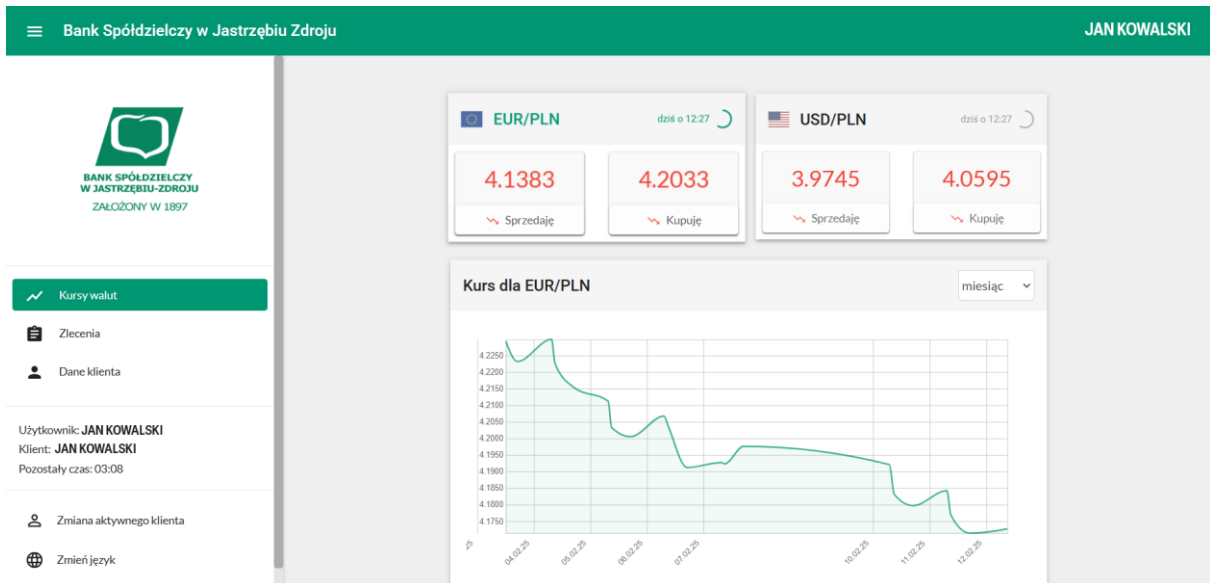 Bank Spółdzielczy w Jastrzębiu Zdroju
JAN KOWALSKI
BANK SPÓŁDZIELCZY
W JASTRZĘBIU-ZDROJU
ZAŁOŻONY W 1897
Kursy walut
Zlecenia
Dane klienta
Użytkownik: JAN KOWALSKI
Klient: JAN KOWALSKI
Pozostały czas: 03:08
Zmiana aktywnego klienta
Zmień język
EUR/PLN
dziś o 12:27
4.1383
4.2033
Sprzedaję
Kupuję
USD/PLN
dziś o 12:27
3.9745
4.0595
Sprzedaję
Kupuję
Kurs dla EUR/PLN
miesiąc
4.2250
4.2200
4.2150
4.2100
4.2050
4.2000
4.1950
4.1900
4.1850
4.1800
4.1750
25
04.02.25
05.02.25
06.02.25
07.02.25
10.02.25
11.02.25
12.02.25